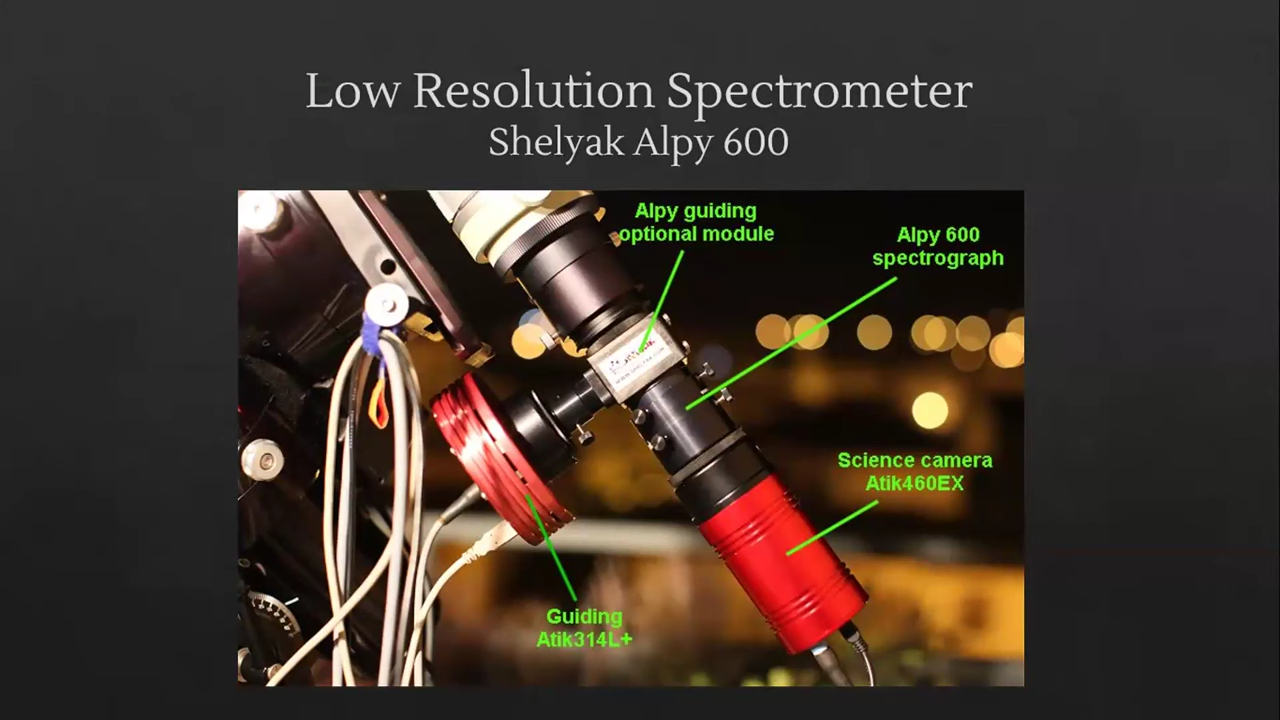 Low Resolution Spectrometer
Shelyak Alpy 600
Alpy guiding
optional module
Alpy 600
spectrograph
Science camera
Atik460EX
Guiding
Atik314L+